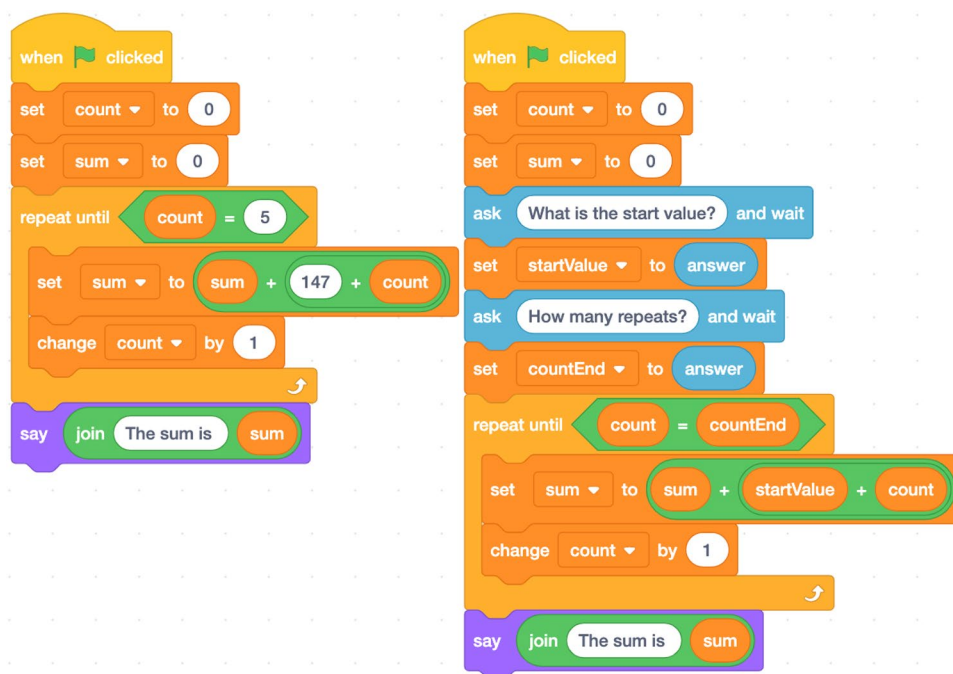 when clicked
set count to 0
set sum to 0
repeat until count = 5
set sum to sum + 147 + count
change count by 1
say join The sum is sum
when clicked
set count to 0
set sum to 0
ask What is the start value? and wait
set startValue to answer
ask How many repeats? and wait
set countEnd to answer
repeat until count = countEnd
set sum to sum + startValue + count
change count by 1
say join The sum is sum